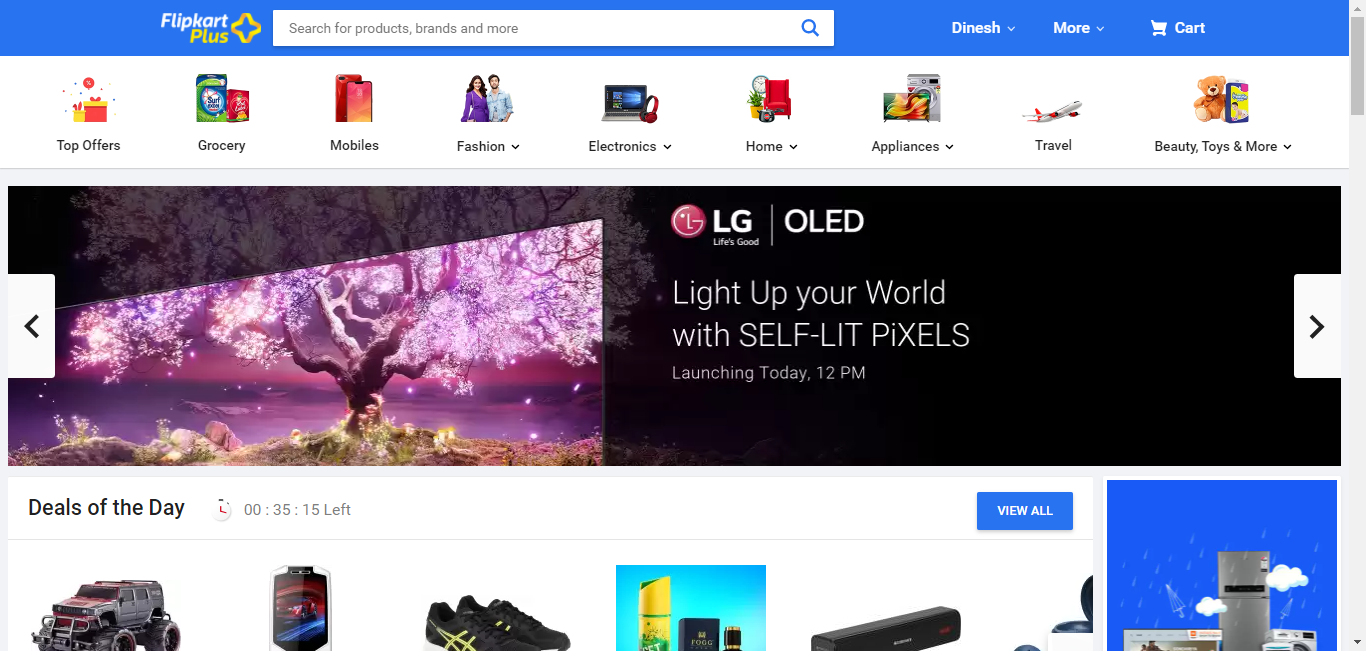 Flipkart
Plus
Search for products, brands and more
Dinesh
More
Cart
Surf
excel
Top Offers
Grocery
Mobiles
Fashion
Electronics
Home
Appliances
Travel
Beauty, Toys & More
LG
Life's Good
OLED
Light Up your World
with SELF-LIT PiXELS
Launching Today, 12 PM
Deals of the Day
00 : 35 : 15 Left
VIEW ALL
FOGG